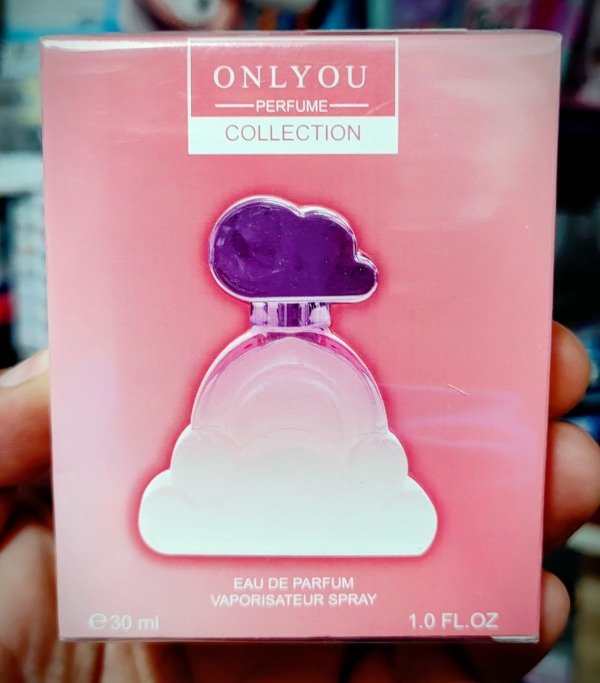 ONLYOU
PERFUME
COLLECTION
EAU DE PARFUM
VAPORISATEUR SPRAY
℮30 ml
1.0 FL.OZ